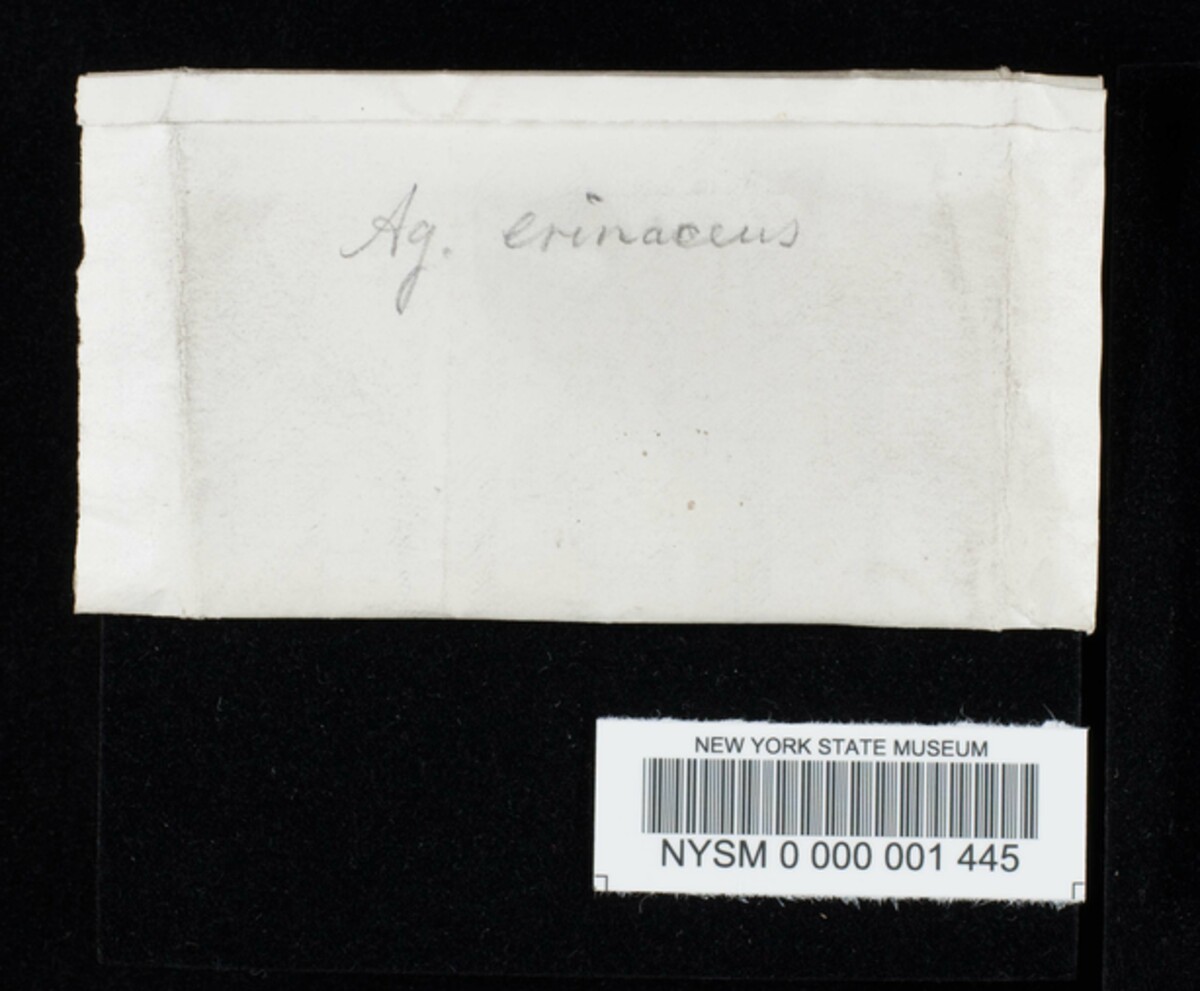 Ag. erinaceus
NEW YORK STATE MUSEUM
NYSM 0 000 001 445